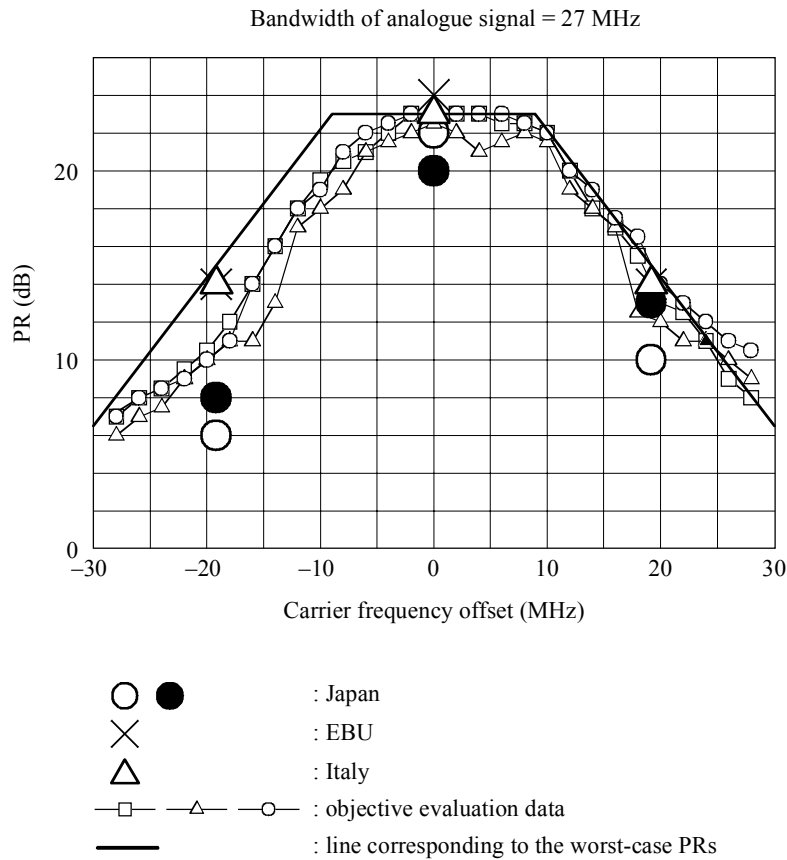 Bandwidth of analogue signal = 27 MHz
20
10
0
PR (dB)
–30 –20 –10 0 10 20 30
Carrier frequency offset (MHz)
: Japan
: EBU
: Italy
: objective evaluation data
: line corresponding to the worst-case PRs